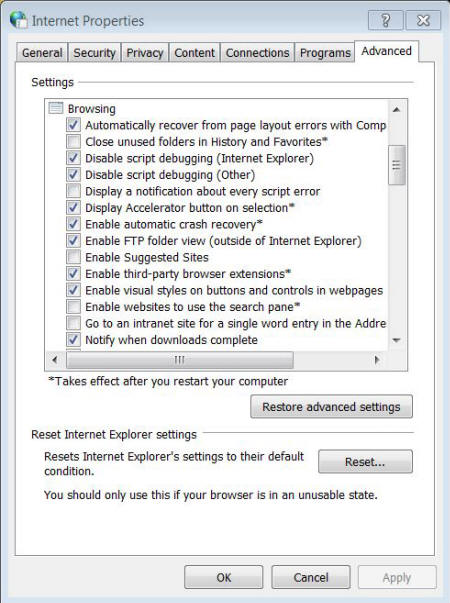 Internet Properties
General Security Privacy Content Connections Programs Advanced
Settings
Browsing
Automatically recover from page layout errors with Comp
Close unused folders in History and Favorites*
Disable script debugging (Internet Explorer)
Disable script debugging (Other)
Display a notification about every script error
Display Accelerator button on selection*
Enable automatic crash recovery*
Enable FTP folder view (outside of Internet Explorer)
Enable Suggested Sites
Enable third-party browser extensions*
Enable visual styles on buttons and controls in webpages
Enable websites to use the search pane*
Go to an intranet site for a single word entry in the Addre
Notify when downloads complete
*Takes effect after you restart your computer
Restore advanced settings
Reset Internet Explorer settings
Resets Internet Explorer's settings to their default
condition.
Reset...
You should only use this if your browser is in an unusable state.
OK Cancel Apply